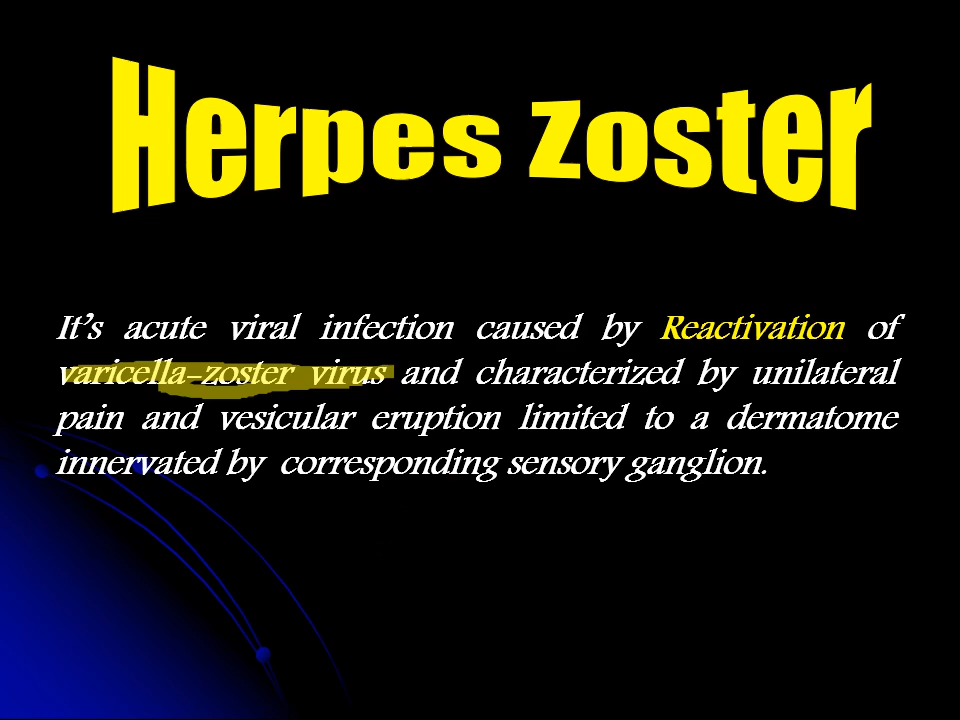 Herpes Zoster
It's acute viral infection caused by Reactivation of
varicella-zoster virus and characterized by unilateral
pain and vesicular eruption limited to a dermatome
innervated by corresponding sensory ganglion.